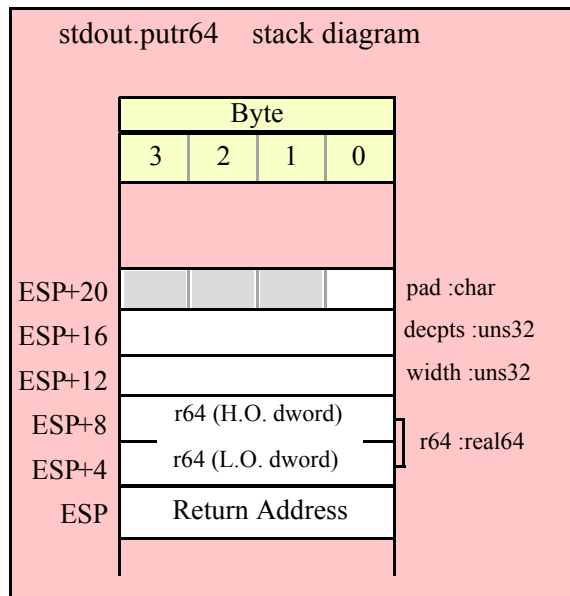 stdout.putr64 stack diagram
Byte
3 2 1 0
ESP+20 pad :char
ESP+16 decpts :uns32
ESP+12 width :uns32
ESP+8 r64 (H.O. dword)
r64 :real64
ESP+4 r64 (L.O. dword)
ESP Return Address